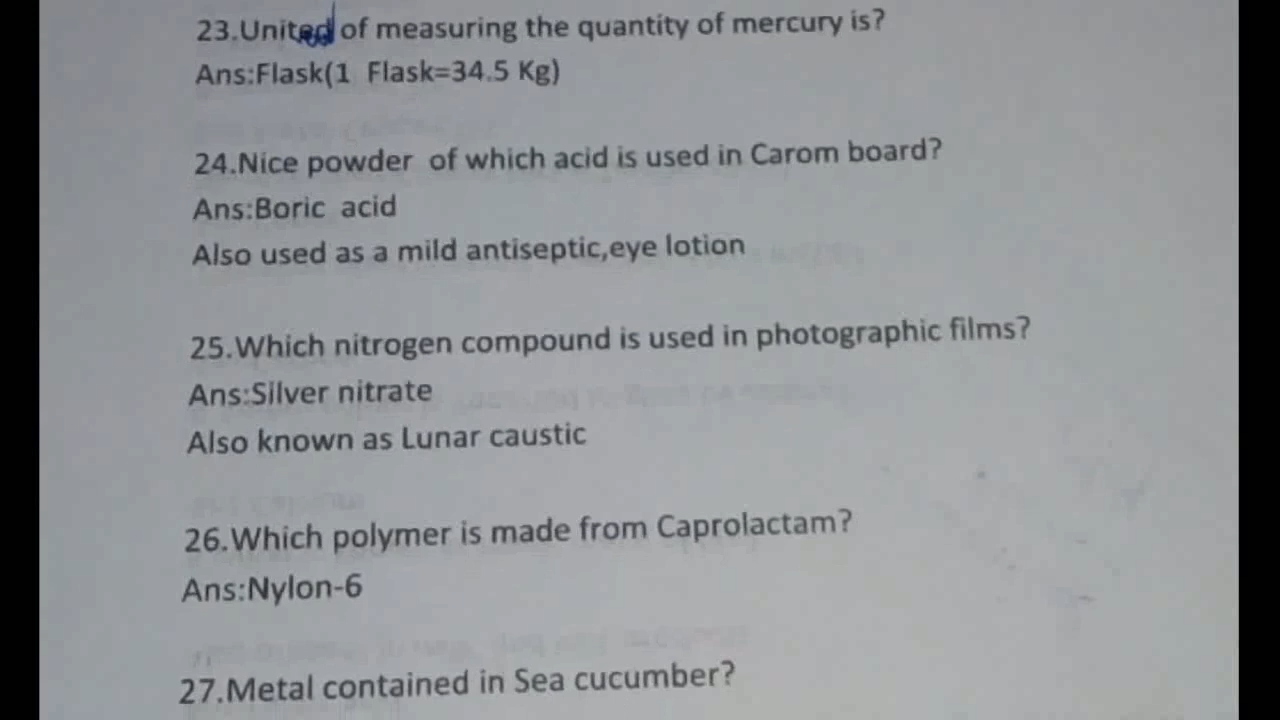 23.United of measuring the quantity of mercury is?
Ans:Flask(1 Flask=34.5 Kg)
24.Nice powder of which acid is used in Carom board?
Ans:Boric acid
Also used as a mild antiseptic,eye lotion
25.Which nitrogen compound is used in photographic films?
Ans:Silver nitrate
Also known as Lunar caustic
26.Which polymer is made from Caprolactam?
Ans:Nylon-6
27.Metal contained in Sea cucumber?